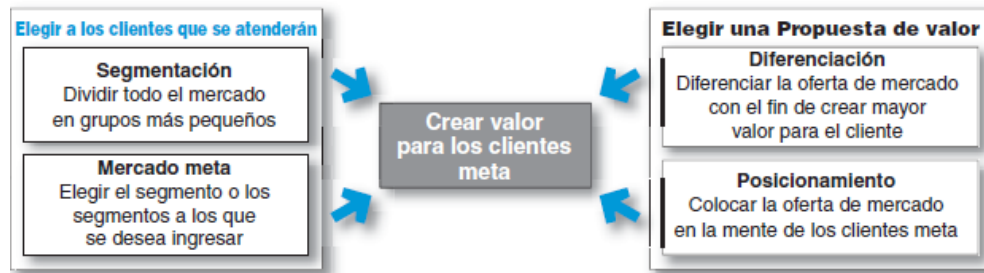 Elegir a los clientes que se atenderán
Segmentación
Dividir todo el mercado
en grupos más pequeños
Mercado meta
Elegir el segmento o los
segmentos a los que
se desea ingresar
Crear valor
para los clientes
meta
Elegir una Propuesta de valor
Diferenciación
Diferenciar la oferta de mercado
con el fin de crear mayor
valor para el cliente
Posicionamiento
Colocar la oferta de mercado
en la mente de los clientes meta